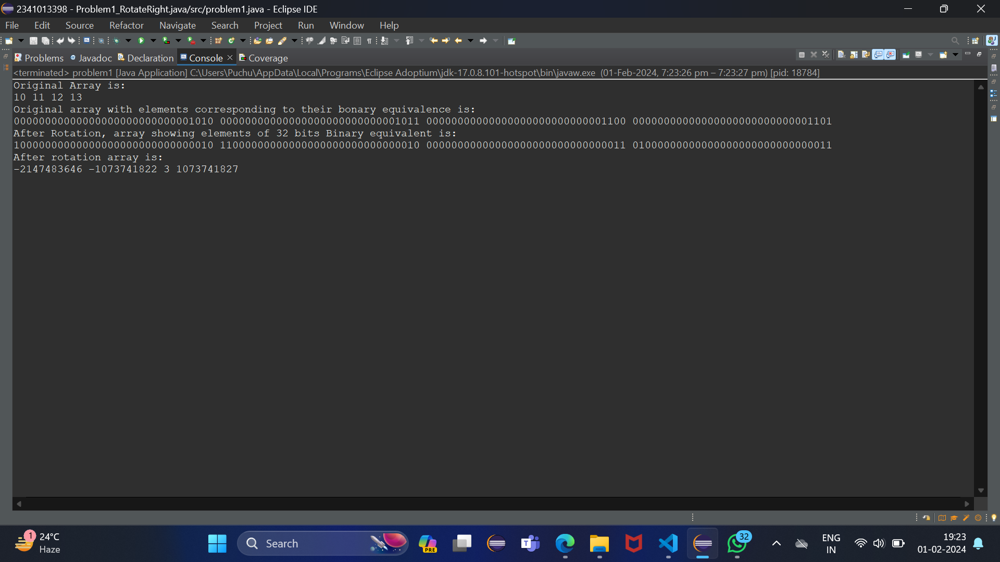 2341013398 - Problem1_RotateRight.java/src/problem1.java - Eclipse IDE
File Edit Source Refactor Navigate Search Project Run Window Help
Problems Javadoc Declaration Console Coverage
<terminated> problem1 [Java Application] C:\Users\Puchu\AppData\Local\Programs\Eclipse Adoptium\jdk-17.0.8.101-hotspot\bin\javaw.exe (01-Feb-2024, 7:23:26 pm – 7:23:27 pm) [pid: 18784]
Original Array is:
10 11 12 13
Original array with elements corresponding to their bonary equivalence is:
00000000000000000000000000001010 00000000000000000000000000001011 00000000000000000000000000001100 00000000000000000000000000001101
After Rotation, array showing elements of 32 bits Binary equivalent is:
10000000000000000000000000000010 11000000000000000000000000000010 00000000000000000000000000000011 01000000000000000000000000000011
After rotation array is:
-2147483646 -1073741822 3 1073741827
1 24°C
Haze
Search
PRE
T
32
ENG
IN
19:23
01-02-2024